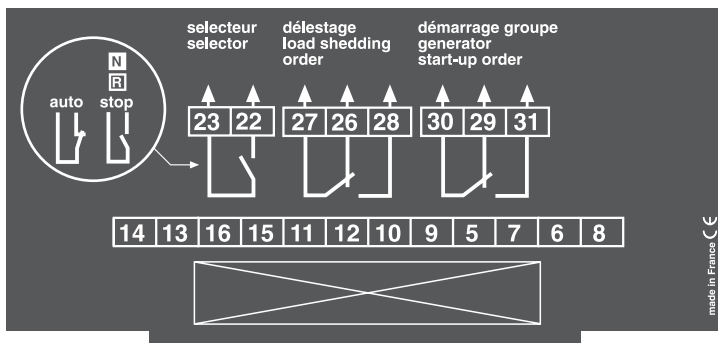 selecteur
selector
délestage
load shedding
order
démarrage groupe
generator
start-up order
N
R
auto stop
23 22 27 26 28 30 29 31
14 13 16 15 11 12 10 9 5 7 6 8
made in France CE